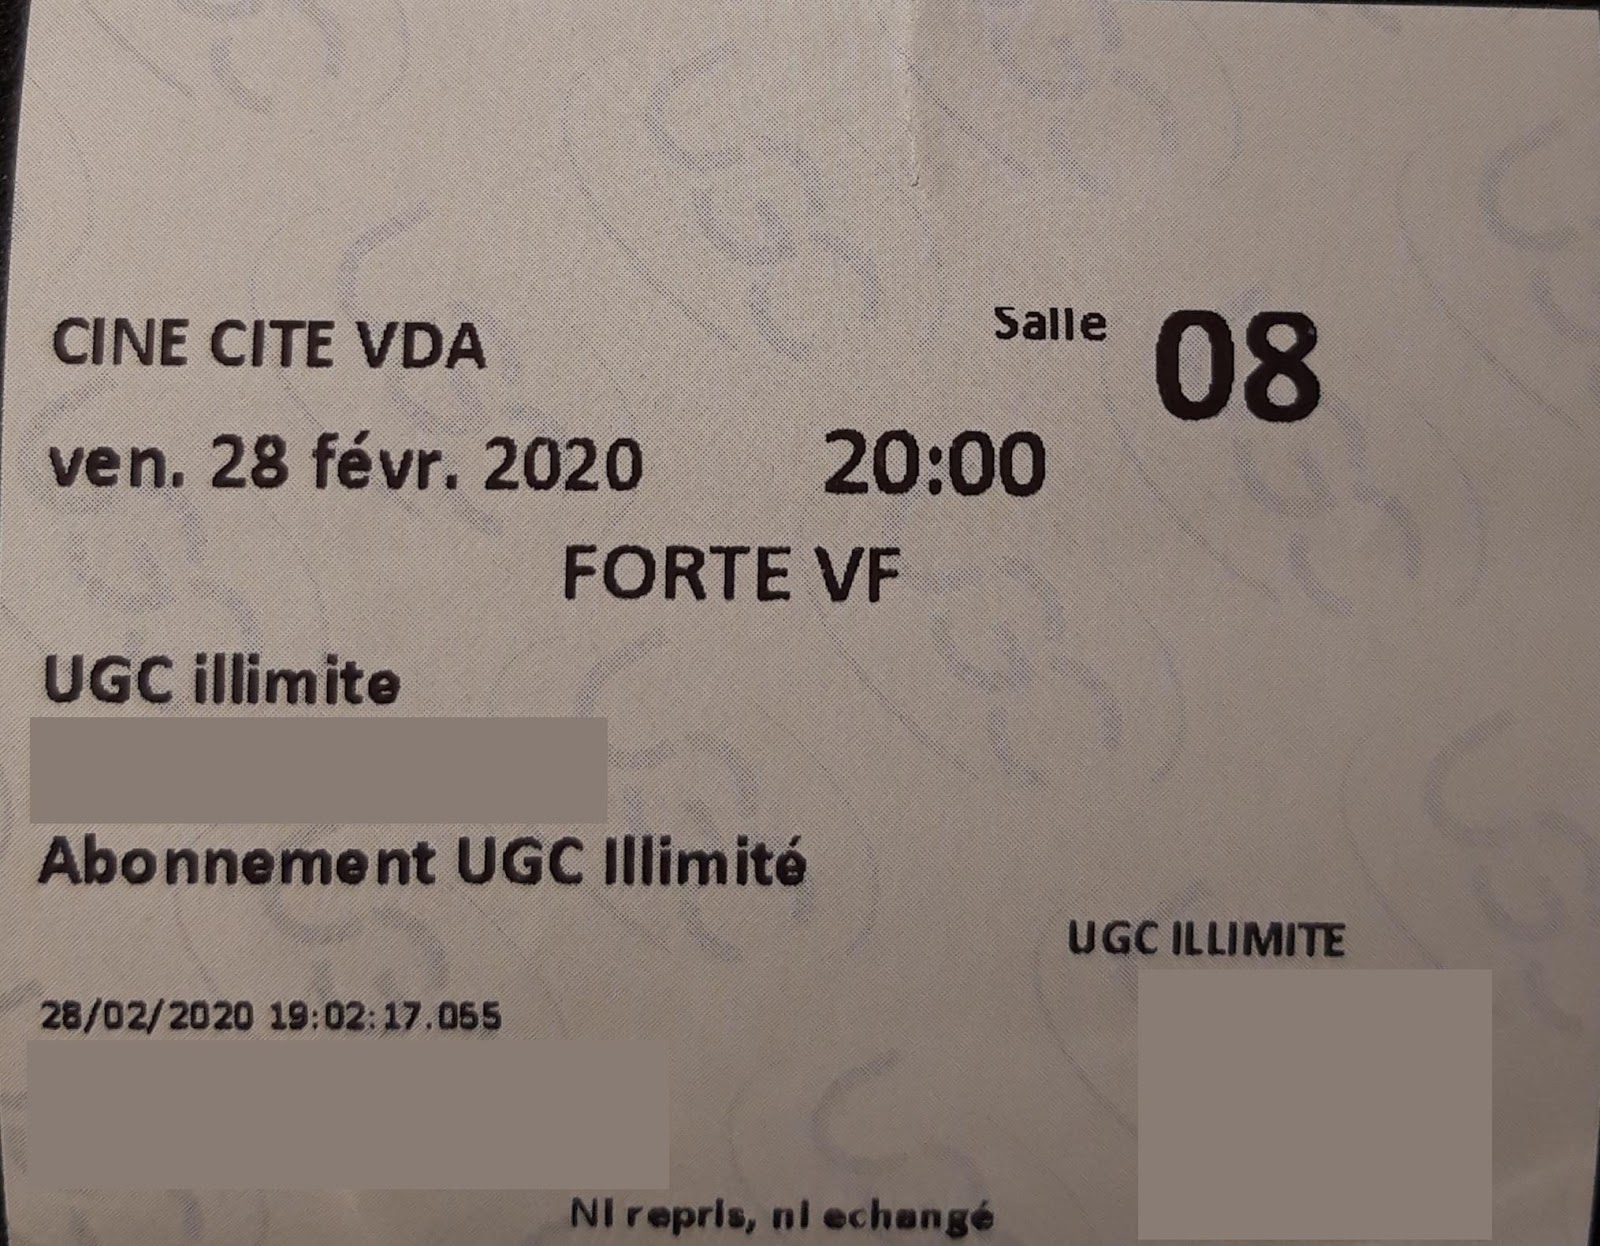 CINE CITE VDA
Salle 08
ven. 28 févr. 2020 20:00
FORTE VF
UGC illimite
Abonnement UGC Illimité
UGC ILLIMITE
28/02/2020 19:02:17.065
Ni repris, ni echangé